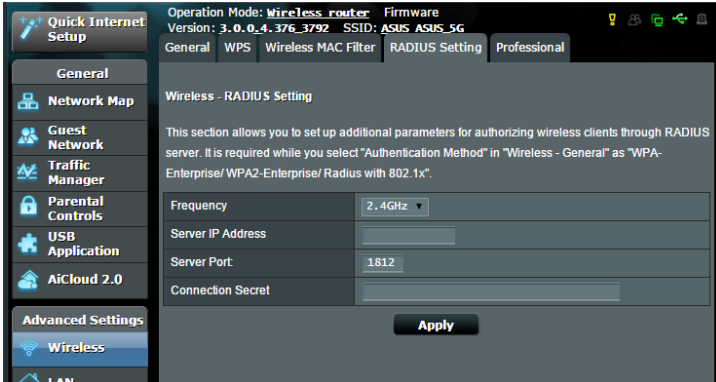 Quick Internet
Setup
Operation Mode: Wireless router Firmware
Version: 3.0.0.4.376_3792 SSID: ASUS ASUS_5G
General WPS Wireless MAC Filter RADIUS Setting Professional
General
Network Map
Guest
Network
Traffic
Manager
Parental
Controls
USB
Application
AiCloud 2.0
Advanced Settings
Wireless
LAN
Wireless - RADIUS Setting
This section allows you to set up additional parameters for authorizing wireless clients through RADIUS
server. It is required while you select "Authentication Method" in "Wireless - General" as "WPA-
Enterprise/ WPA2-Enterprise/ Radius with 802.1x".
Frequency 2.4GHz
Server IP Address
Server Port: 1812
Connection Secret
Apply